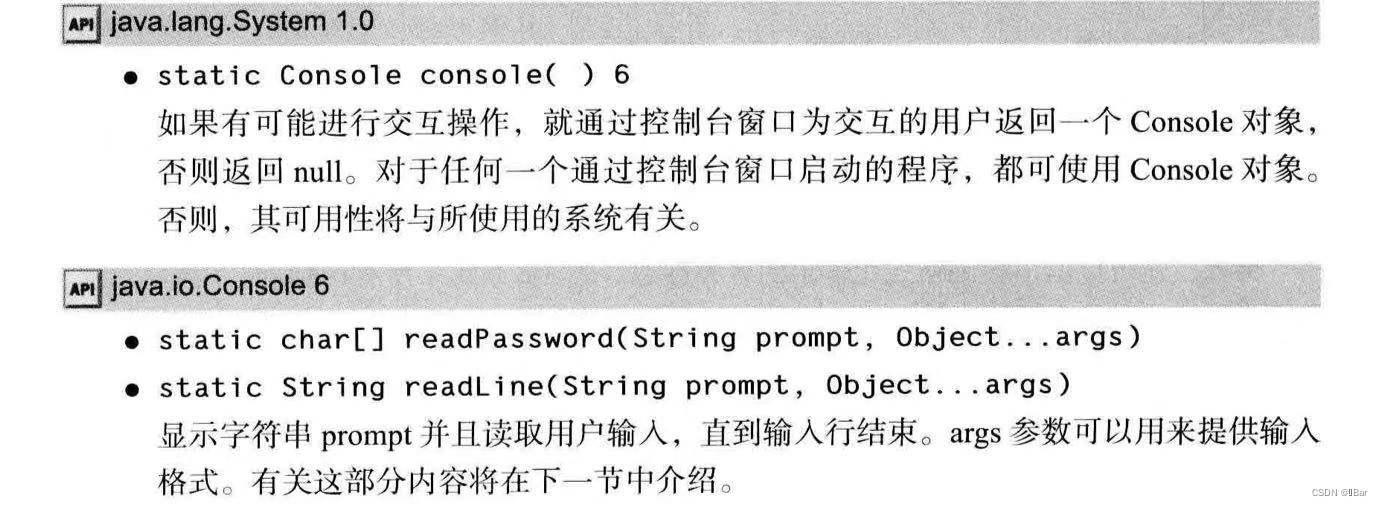 API java.lang.System 1.0
● static Console console( ) 6
如果有可能进行交互操作，就通过控制台窗口为交互的用户返回一个 Console 对象，
否则返回 null。对于任何一个通过控制台窗口启动的程序，都可使用 Console 对象。
否则，其可用性将与所使用的系统有关。
API java.io.Console 6
● static char[] readPassword(String prompt, Object...args)
● static String readLine(String prompt, Object...args)
显示字符串 prompt 并且读取用户输入，直到输入行结束。args 参数可以用来提供输入
格式。有关这部分内容将在下一节中介绍。